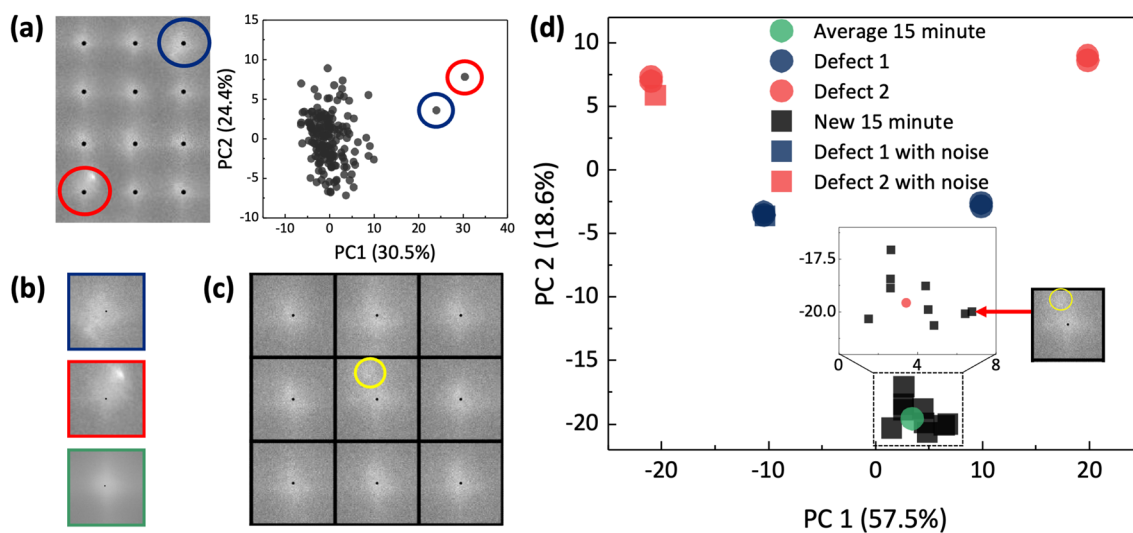 (a)
PC2 (24.4%)
15
10
5
0
-5
-10
-10
0
10
20
30
40
PC1 (30.5%)
(b)
(c)
(d)
Average 15 minute
Defect 1
Defect 2
New 15 minute
Defect 1 with noise
Defect 2 with noise
PC 2 (18.6%)
10
5
0
-5
-10
-15
-20
-17.5
-20.0
0
4
8
-20
-10
0
10
20
PC 1 (57.5%)